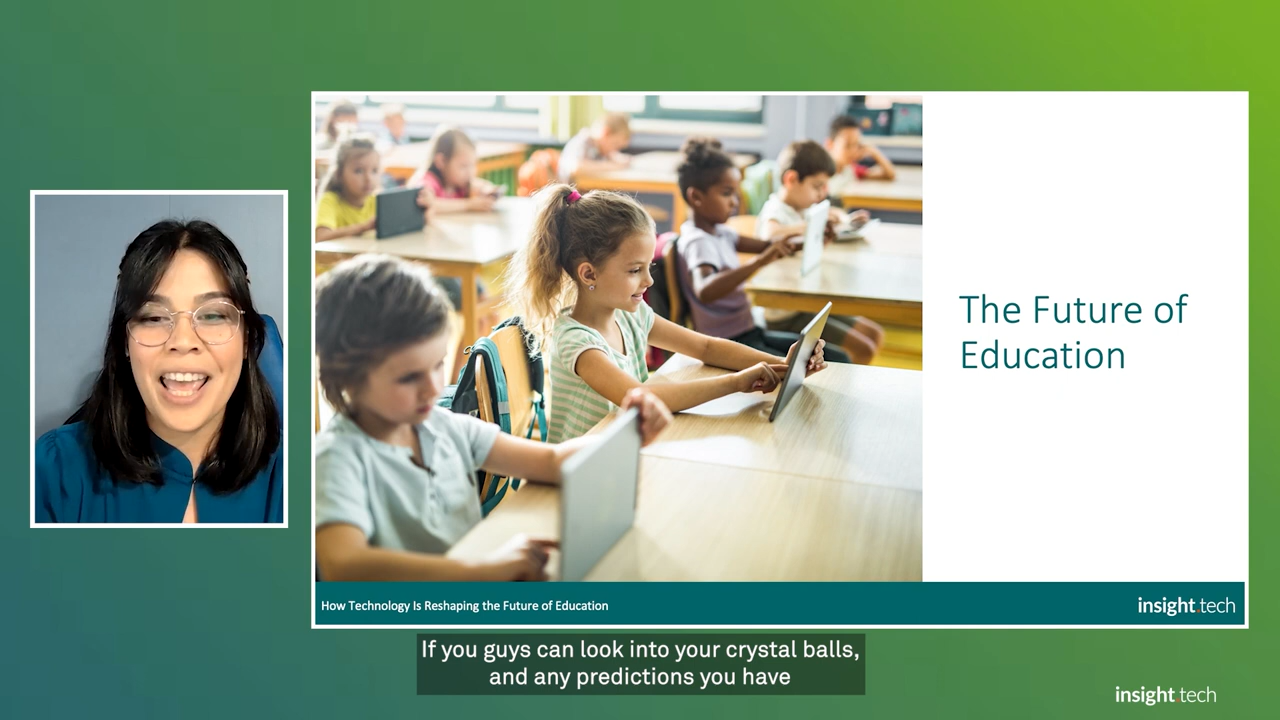 The Future of
Education
How Technology Is Reshaping the Future of Education
insight.tech
If you guys can look into your crystal balls,
and any predictions you have
insight.tech